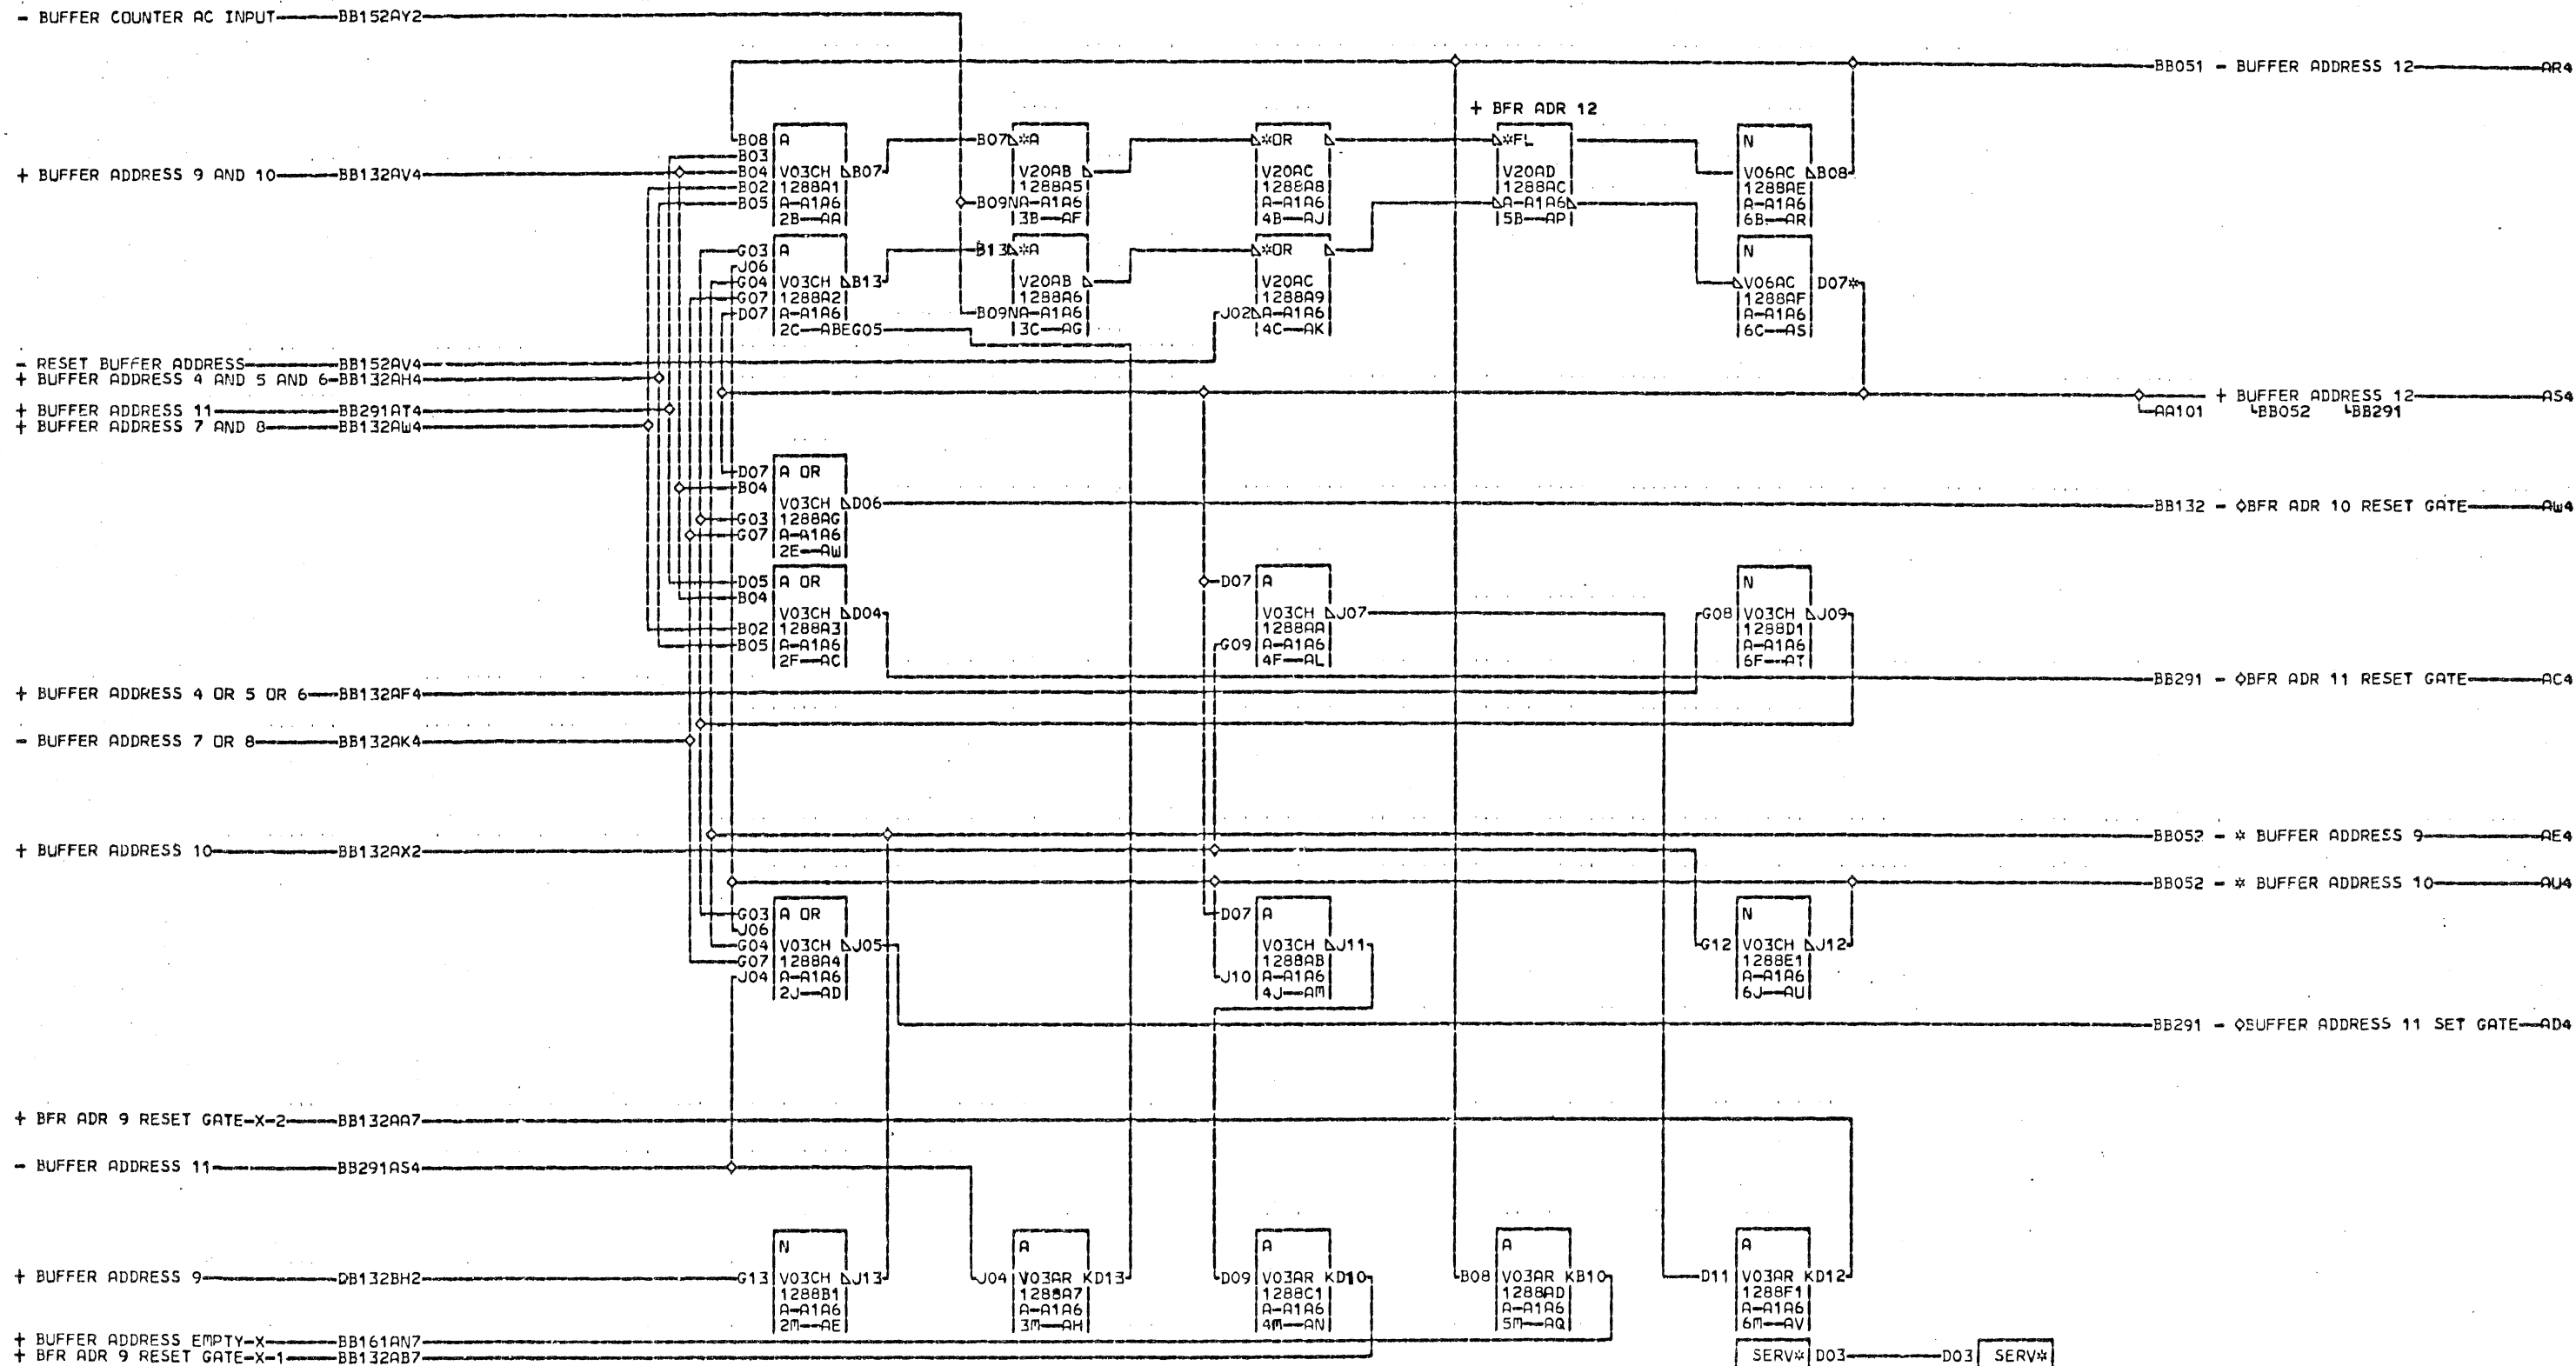 - BUFFER COUNTER AC INPUT BB152AY2
BB051 - BUFFER ADDRESS 12 AR4
+ BFR ADR 12
B08 A
B03
+ BUFFER ADDRESS 9 AND 10 BB132AV4
B04 V03CH B07
B02 1288A1
B05 A-A1A6
2B AA
B07 *A
V20AB
1288A5
B09 NA-A1A6
3B AF
*OR
V20AC
1288A8
A-A1A6
4B AJ
*FL
V20AD
1288AC
A-A1A6
5B AP
N
V06AC B08
1288AE
A-A1A6
6B AR
G03 A
J06
G04 V03CH B13
G07 1288A2
D07 A-A1A6
2C ABEG05
B13 *A
V20AB
1288A6
B09 NA-A1A6
3C AG
*OR
V20AC
1288A9
J02 A-A1A6
4C AK
N
V06AC D07*
1288AF
A-A1A6
6C AS
- RESET BUFFER ADDRESS BB152AV4
+ BUFFER ADDRESS 4 AND 5 AND 6-BB132AH4
+ BUFFER ADDRESS 11 BB291AT4
+ BUFFER ADDRESS 7 AND 8 BB132AW4
+ BUFFER ADDRESS 12 AS4
AA101 BB052 BB291
D07 A OR
B04
V03CH D06
G03 1288AG
G07 A-A1A6
2E AW
BB132 - ◊BFR ADR 10 RESET GATE AW4
D05 A OR
B04
V03CH D04
B02 1288A3
B05 A-A1A6
2F AC
D07 A
V03CH J07
1288AA
G09 A-A1A6
4F AL
N
G08 V03CH J09
1288D1
A-A1A6
6F AT
+ BUFFER ADDRESS 4 OR 5 OR 6 BB132AF4
BB291 - ◊BFR ADR 11 RESET GATE AC4
- BUFFER ADDRESS 7 OR 8 BB132AK4
BB052 - * BUFFER ADDRESS 9 AE4
+ BUFFER ADDRESS 10 BB132AX2
BB052 - * BUFFER ADDRESS 10 AU4
G03 A OR
J06
G04 V03CH J05
G07 1288A4
J04 A-A1A6
2J AD
D07 A
V03CH J11
1288AB
J10 A-A1A6
4J AM
N
G12 V03CH J12
1288E1
A-A1A6
6J AU
BB291 - ◊BUFFER ADDRESS 11 SET GATE AD4
+ BFR ADR 9 RESET GATE-X-2 BB132AA7
- BUFFER ADDRESS 11 BB291AS4
+ BUFFER ADDRESS 9 DB132BH2
N
G13 V03CH J13
1288B1
A-A1A6
2M AE
A
J04 V03AR KD13
1288A7
A-A1A6
3M AH
A
D09 V03AR KD10
1288C1
A-A1A6
4M AN
A
B08 V03AR KB10
1288AD
A-A1A6
5M AQ
A
D11 V03AR KD12
1288F1
A-A1A6
6M AV
+ BUFFER ADDRESS EMPTY-X BB161AN7
+ BFR ADR 9 RESET GATE-X-1 BB132AB7
SERV* D03 D03 SERV*